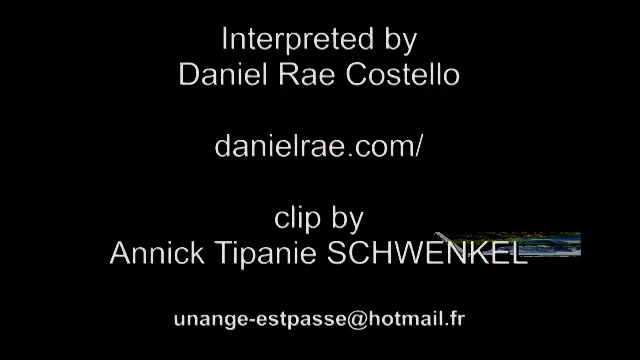 Interpreted by
Daniel Rae Costello
danielrae.com/
clip by
Annick Tipanie SCHWENKEL
unange-estpasse@hotmail.fr